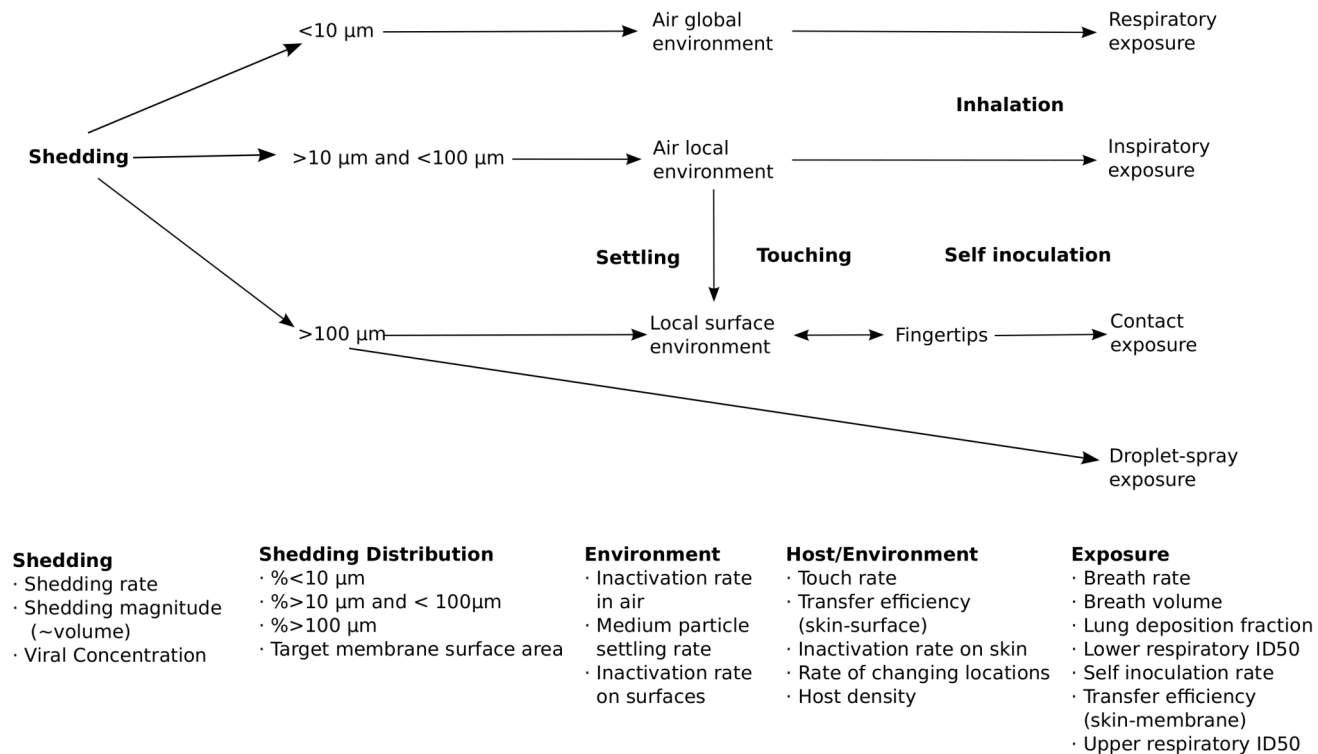 <10 µm
Air global
environment
Respiratory
exposure
Inhalation
Shedding
>10 µm and <100 µm
Air local
environment
Inspiratory
exposure
Settling
Touching
Self inoculation
>100 µm
Local surface
environment
Fingertips
Contact
exposure
Droplet-spray
exposure
Shedding
· Shedding rate
· Shedding magnitude
(~volume)
· Viral Concentration
Shedding Distribution
· %<10 µm
· %>10 µm and < 100µm
· %>100 µm
· Target membrane surface area
Environment
· Inactivation rate
in air
· Medium particle
settling rate
· Inactivation rate
on surfaces
Host/Environment
· Touch rate
· Transfer efficiency
(skin-surface)
· Inactivation rate on skin
· Rate of changing locations
· Host density
Exposure
· Breath rate
· Breath volume
· Lung deposition fraction
· Lower respiratory ID50
· Self inoculation rate
· Transfer efficiency
(skin-membrane)
· Upper respiratory ID50